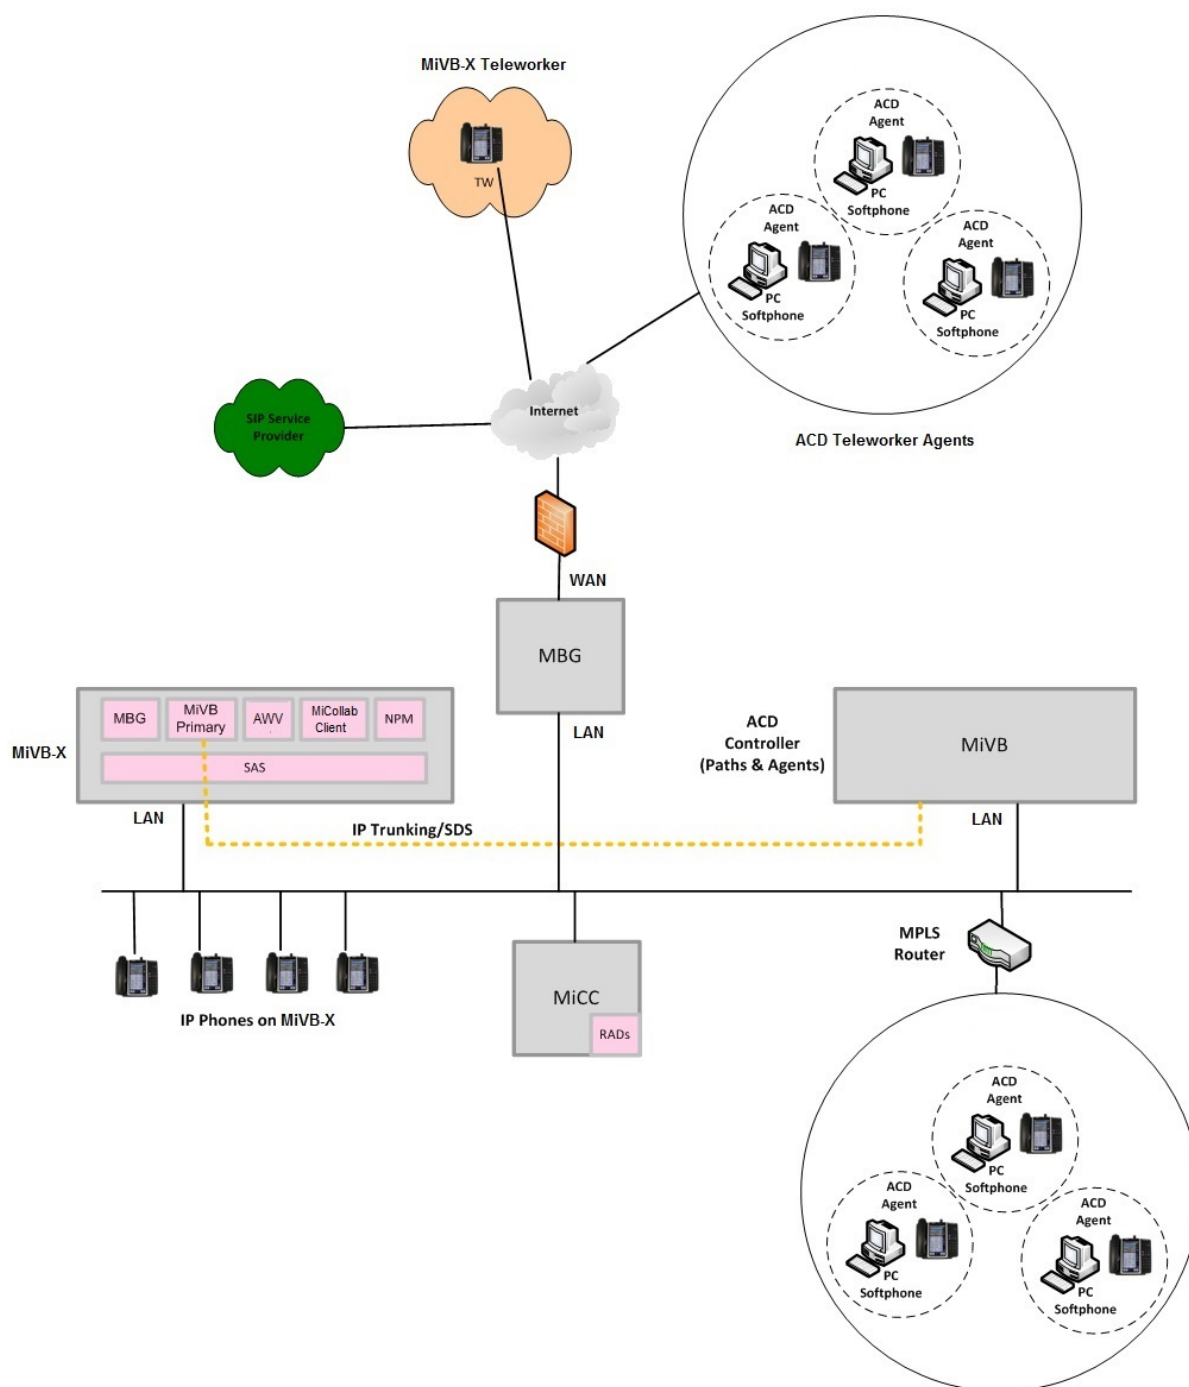 MiVB-X Teleworker
TW
ACD
Agent
PC
Softphone
ACD
Agent
PC
Softphone
ACD
Agent
PC
Softphone
ACD Teleworker Agents
Internet
SIP Service
Provider
WAN
MBG
LAN
MiVB-X
MBG
MiVB
Primary
AWV
MiCollab
Client
NPM
SAS
LAN
IP Trunking/SDS
ACD
Controller
(Paths & Agents)
MiVB
LAN
IP Phones on MiVB-X
MiCC
RADs
MPLS
Router
ACD
Agent
PC
Softphone
ACD
Agent
PC
Softphone
ACD
Agent
PC
Softphone